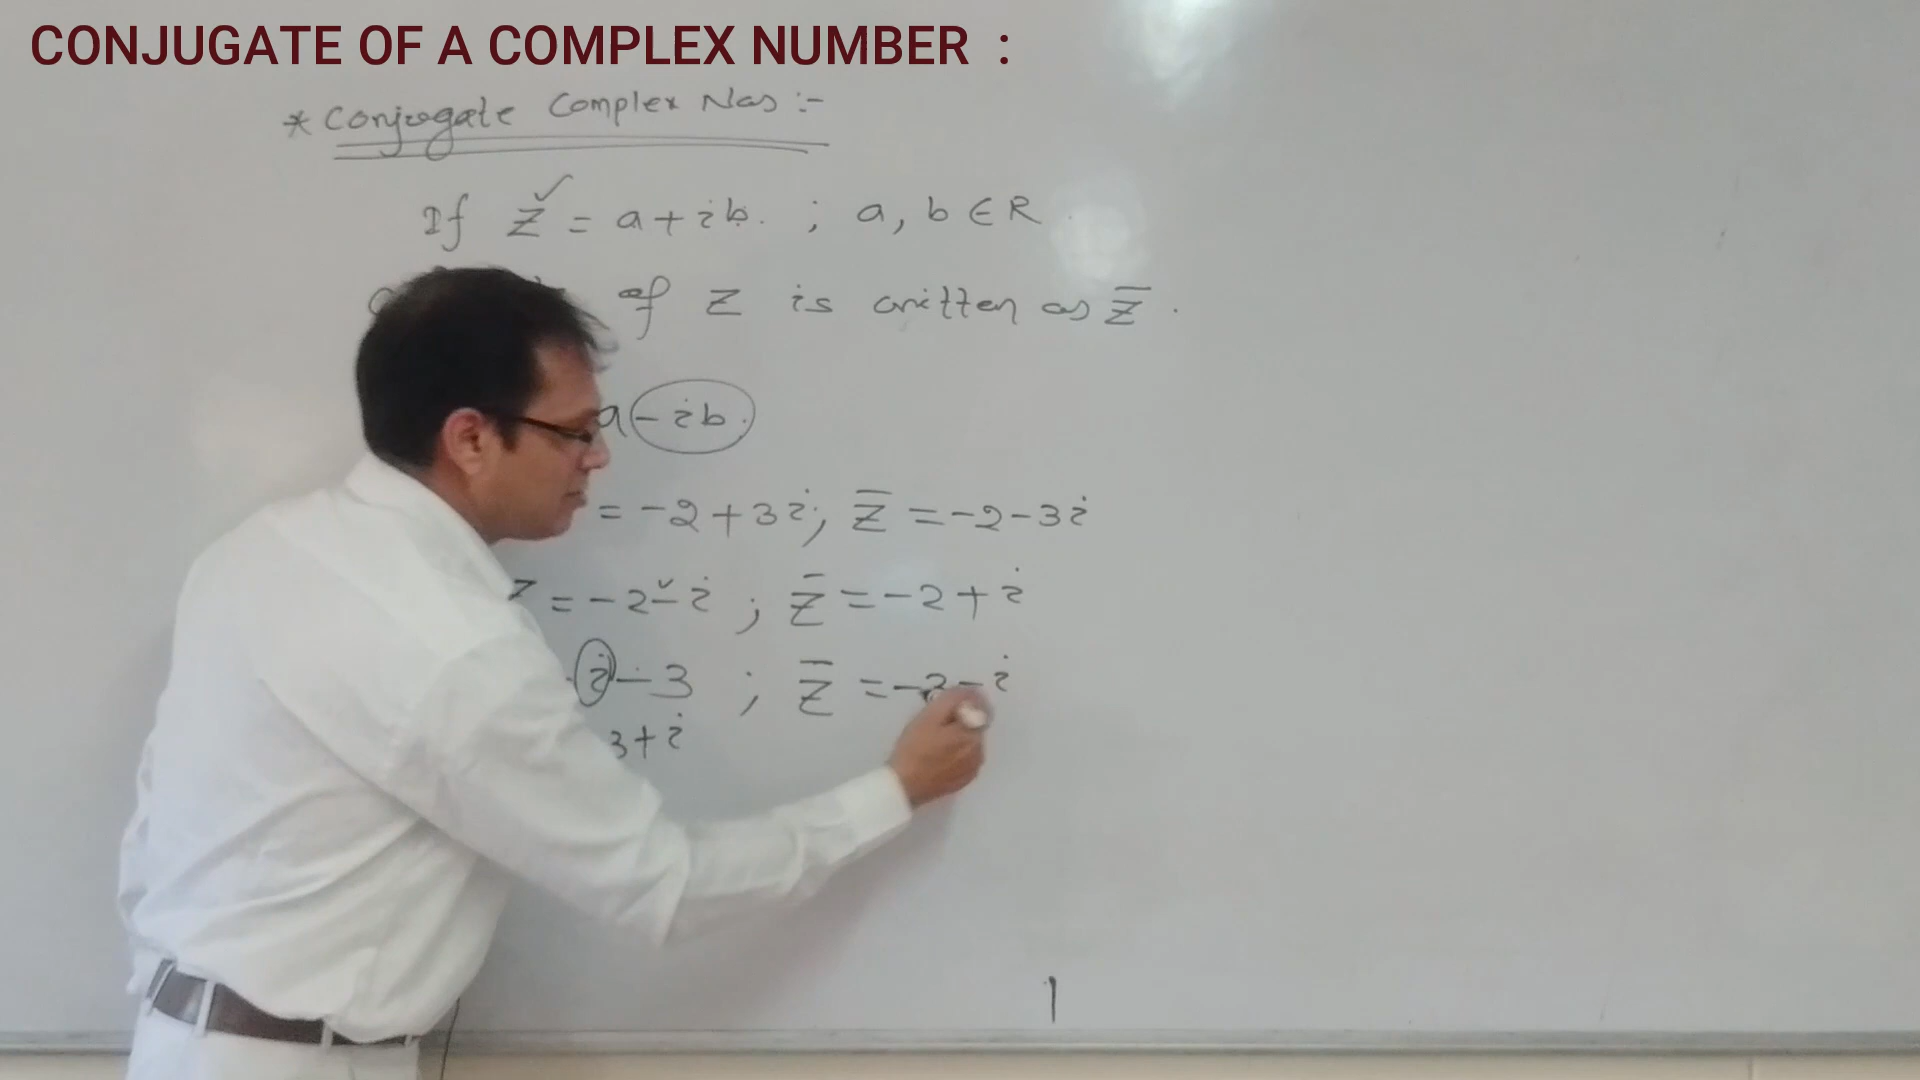 CONJUGATE OF A COMPLEX NUMBER :
* Conjugate Complex Nos :-
If z = a + ib. ; a, b ∈ R
of z is written as z̄ .
a - ib.
= -2 + 3i ; z̄ = -2 - 3i
z = -2 - i ; z̄ = -2 + i
i - 3 ; z̄ = -3 - i
3 + i